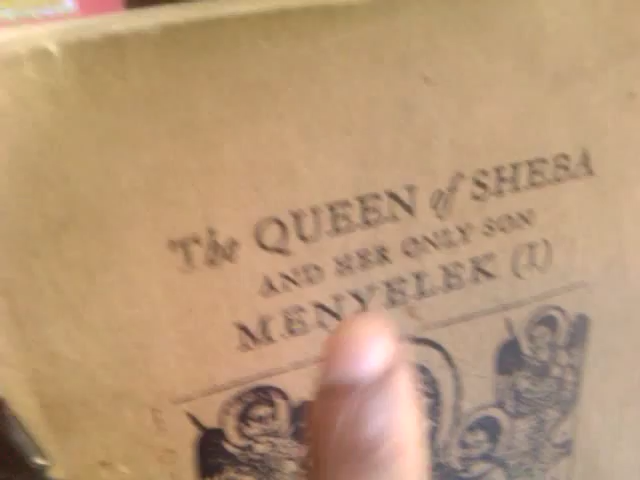 The QUEEN of SHEBA
AND HER ONLY SON
MENYELEK (I)